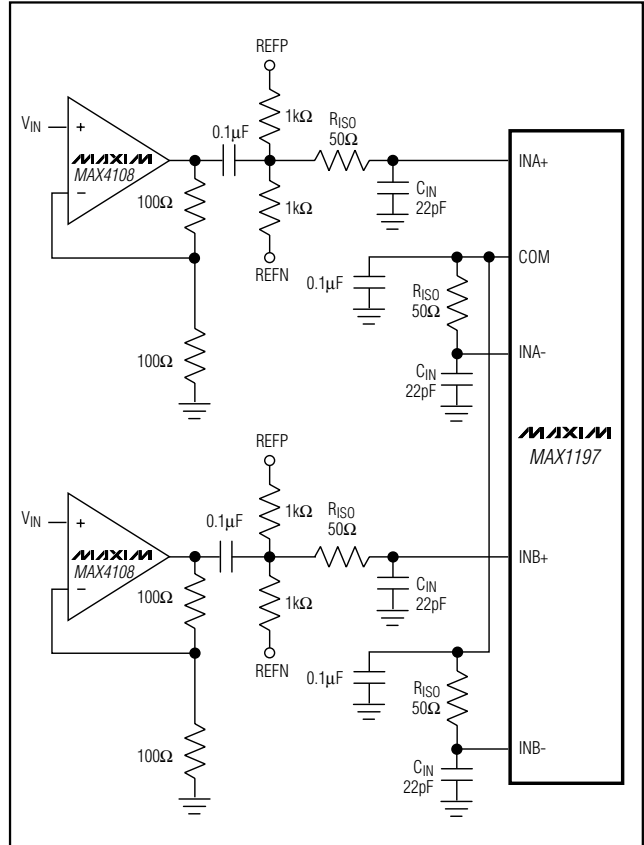 REFP
VIN
+
MAXIM
MAX4108
−
0.1µF
1kΩ
RISO
50Ω
INA+
100Ω
1kΩ
CIN
22pF
REFN
COM
0.1µF
RISO
50Ω
100Ω
INA-
CIN
22pF
MAXIM
MAX1197
REFP
VIN
+
MAXIM
MAX4108
−
0.1µF
1kΩ
RISO
50Ω
INB+
100Ω
1kΩ
CIN
22pF
REFN
0.1µF
RISO
50Ω
100Ω
INB-
CIN
22pF